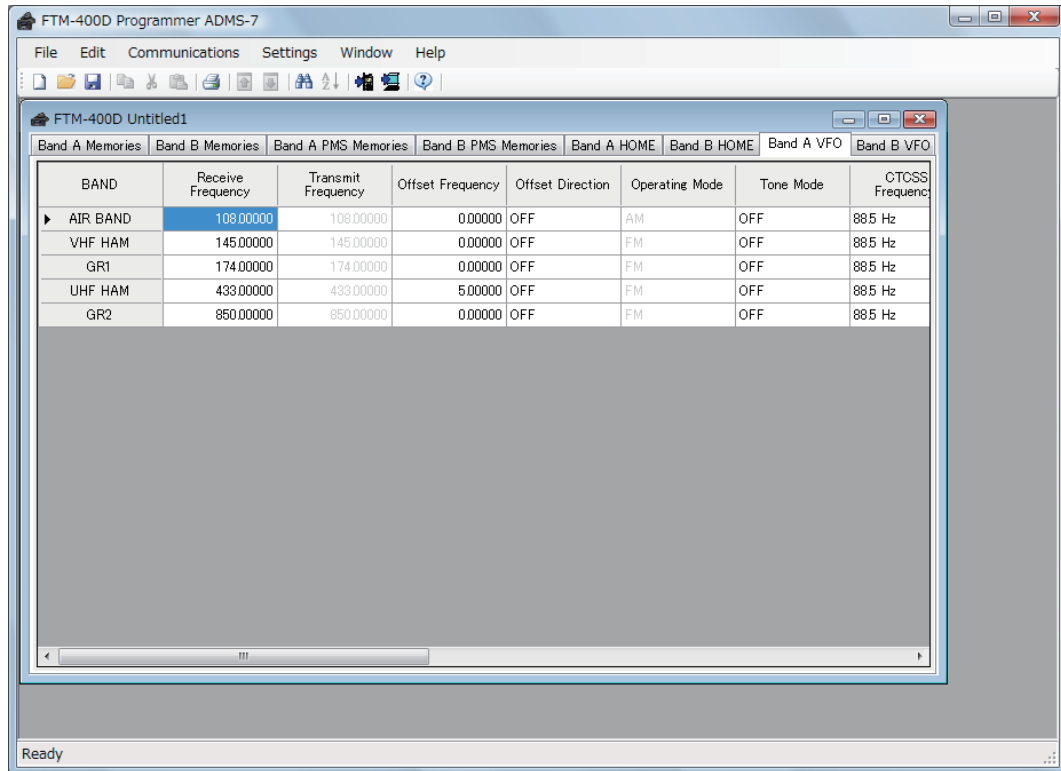 FTM-400D Programmer ADMS-7
File Edit Communications Settings Window Help
FTM-400D Untitled1
Band A Memories Band B Memories Band A PMS Memories Band B PMS Memories Band A HOME Band B HOME Band A VFO Band B VFO
BAND Receive Frequency Transmit Frequency Offset Frequency Offset Direction Operating Mode Tone Mode CTCSS Frequency
AIR BAND 108.00000 108.00000 0.00000 OFF AM OFF 88.5 Hz
VHF HAM 145.00000 145.00000 0.00000 OFF FM OFF 88.5 Hz
GR1 174.00000 174.00000 0.00000 OFF FM OFF 88.5 Hz
UHF HAM 433.00000 433.00000 5.00000 OFF FM OFF 88.5 Hz
GR2 850.00000 850.00000 0.00000 OFF FM OFF 88.5 Hz
Ready